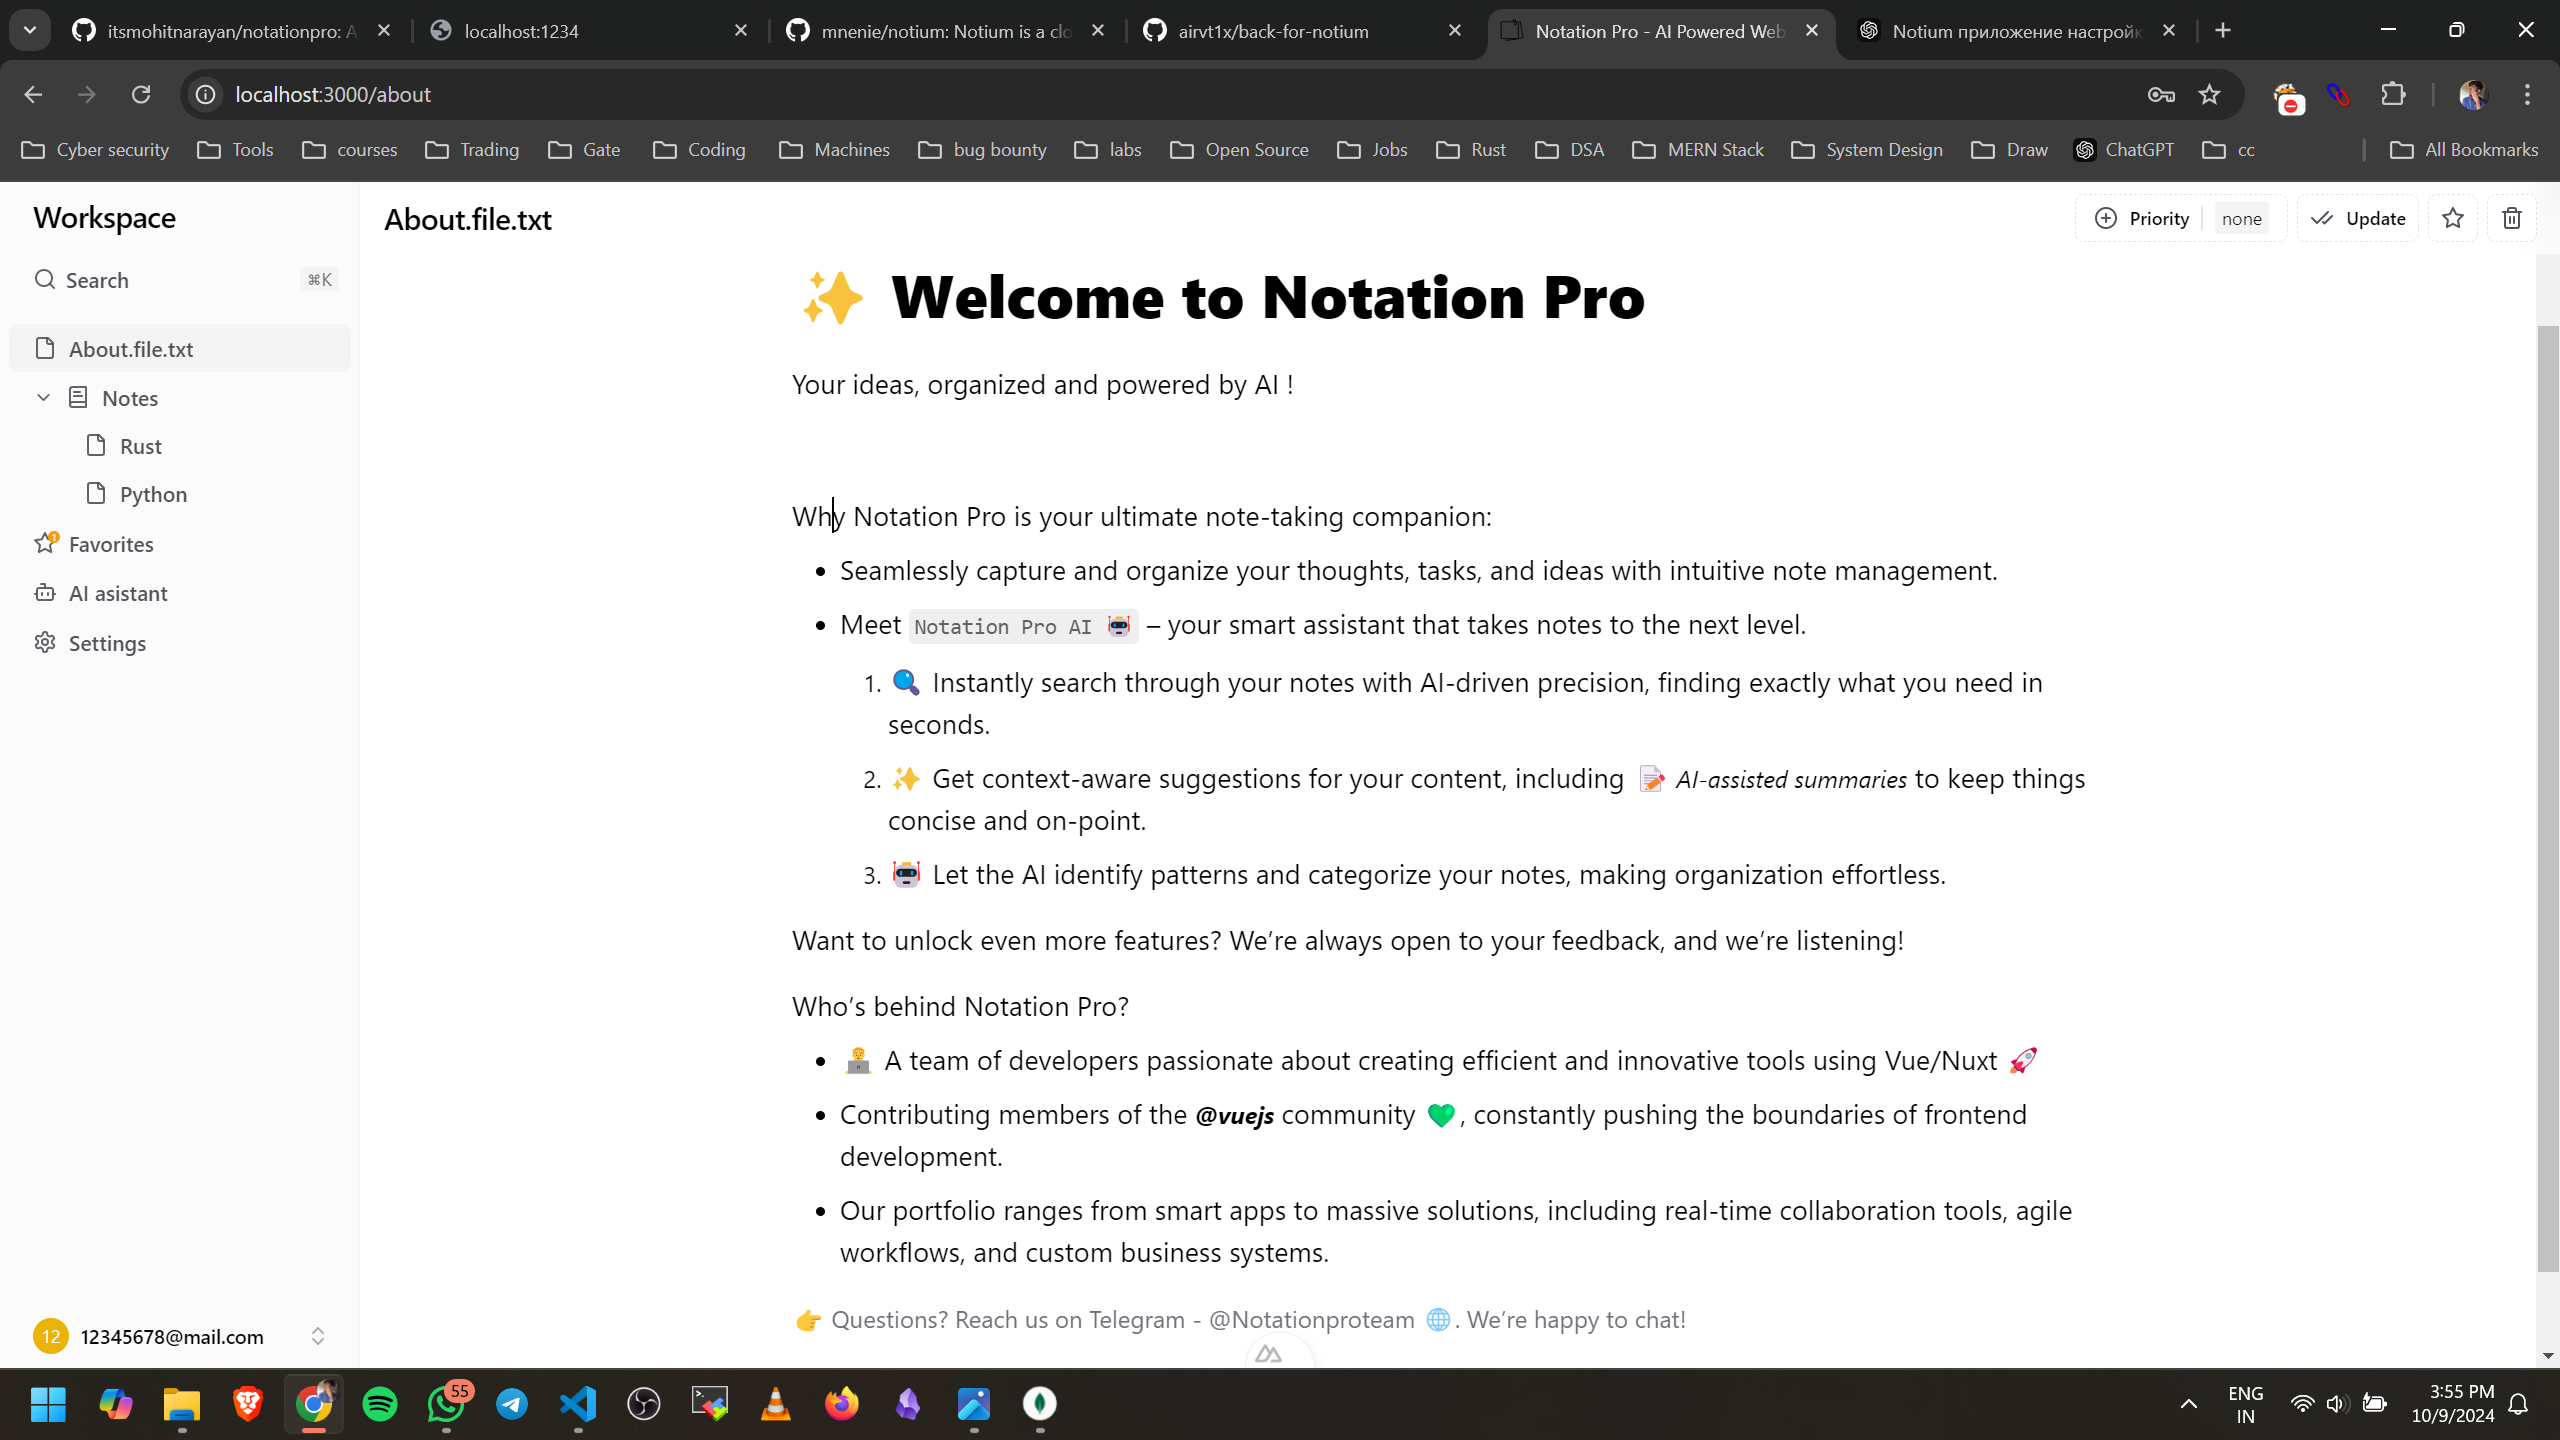 itsmohitnarayan/notationpro: A
localhost:1234
mnenie/notium: Notium is a clo
airvt1x/back-for-notium
Notation Pro - AI Powered Web
Notium приложение настройк
localhost:3000/about
Cyber security
Tools
courses
Trading
Gate
Coding
Machines
bug bounty
labs
Open Source
Jobs
Rust
DSA
MERN Stack
System Design
Draw
ChatGPT
cc
All Bookmarks
Workspace
Search
⌘K
About.file.txt
Notes
Rust
Python
Favorites
1
AI asistant
Settings
12
12345678@mail.com
About.file.txt
Priority
none
Update
✨ Welcome to Notation Pro
Your ideas, organized and powered by AI !
Why Notation Pro is your ultimate note-taking companion:
• Seamlessly capture and organize your thoughts, tasks, and ideas with intuitive note management.
• Meet Notation Pro AI 🤖 – your smart assistant that takes notes to the next level.
1. 🔍 Instantly search through your notes with AI-driven precision, finding exactly what you need in
seconds.
2. ✨ Get context-aware suggestions for your content, including 📝 AI-assisted summaries to keep things
concise and on-point.
3. 🤖 Let the AI identify patterns and categorize your notes, making organization effortless.
Want to unlock even more features? We’re always open to your feedback, and we’re listening!
Who’s behind Notation Pro?
• 👨‍💻 A team of developers passionate about creating efficient and innovative tools using Vue/Nuxt 🚀
• Contributing members of the @vuejs community 💚, constantly pushing the boundaries of frontend
development.
• Our portfolio ranges from smart apps to massive solutions, including real-time collaboration tools, agile
workflows, and custom business systems.
👉 Questions? Reach us on Telegram - @Notationproteam 🌐. We’re happy to chat!
55
ENG
IN
3:55 PM
10/9/2024